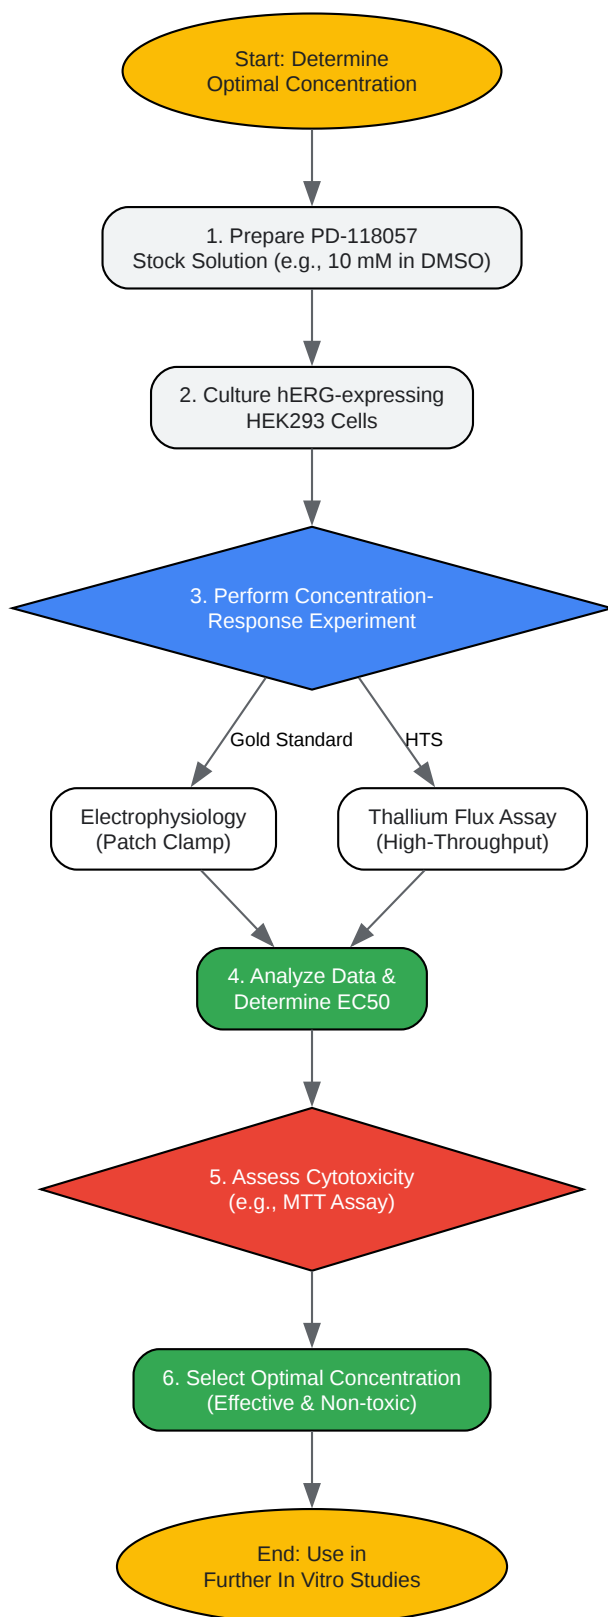 Start: Determine
Optimal Concentration
1. Prepare PD-118057
Stock Solution (e.g., 10 mM in DMSO)
2. Culture hERG-expressing
HEK293 Cells
3. Perform Concentration-
Response Experiment
Gold Standard
HTS
Electrophysiology
(Patch Clamp)
Thallium Flux Assay
(High-Throughput)
4. Analyze Data &
Determine EC50
5. Assess Cytotoxicity
(e.g., MTT Assay)
6. Select Optimal Concentration
(Effective & Non-toxic)
End: Use in
Further In Vitro Studies